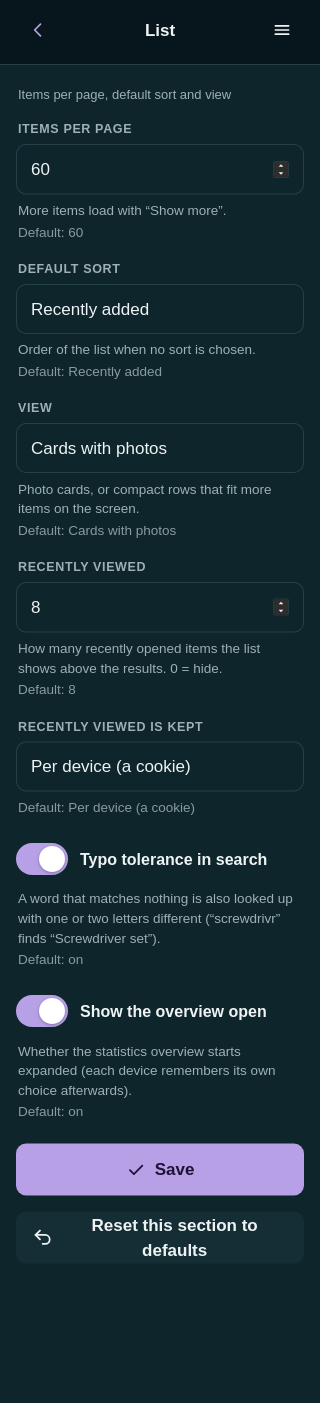 List
Items per page, default sort and view
ITEMS PER PAGE
60
More items load with “Show more”.
Default: 60
DEFAULT SORT
Recently added
Order of the list when no sort is chosen.
Default: Recently added
VIEW
Cards with photos
Photo cards, or compact rows that fit more
items on the screen.
Default: Cards with photos
RECENTLY VIEWED
8
How many recently opened items the list
shows above the results. 0 = hide.
Default: 8
RECENTLY VIEWED IS KEPT
Per device (a cookie)
Default: Per device (a cookie)
Typo tolerance in search
A word that matches nothing is also looked up
with one or two letters different (“screwdrivr”
finds “Screwdriver set”).
Default: on
Show the overview open
Whether the statistics overview starts
expanded (each device remembers its own
choice afterwards).
Default: on
Save
Reset this section to
defaults